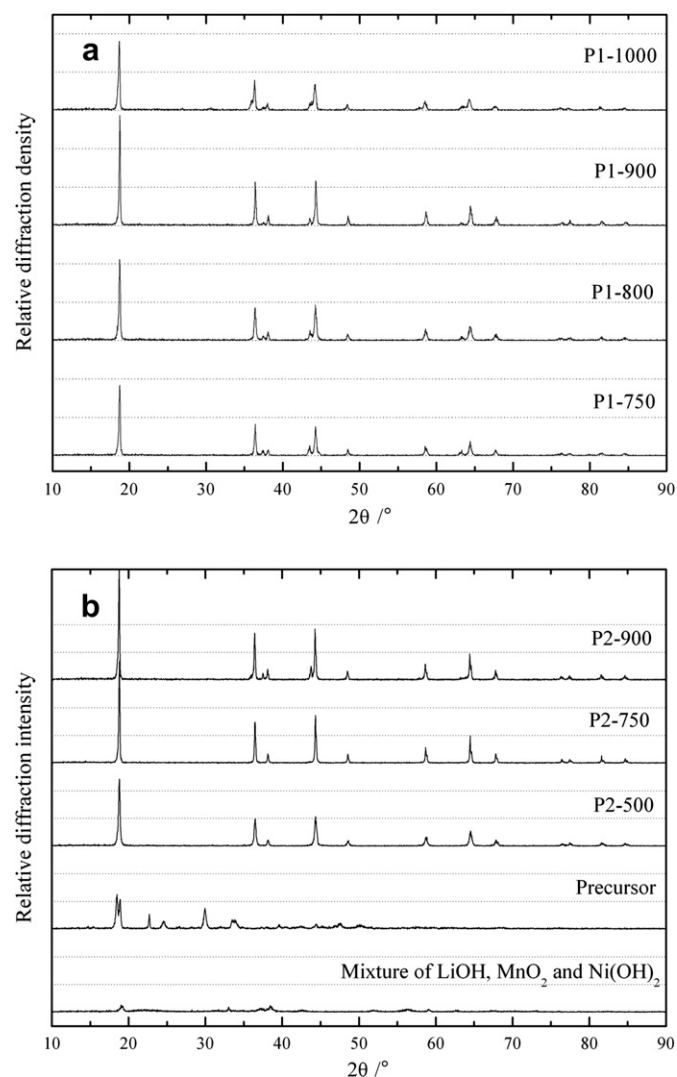 a
P1-1000
P1-900
P1-800
P1-750
Relative diffraction density
10 20 30 40 50 60 70 80 90
2θ /°
b
P2-900
P2-750
P2-500
Precursor
Mixture of LiOH, MnO₂ and Ni(OH)₂
Relative diffraction intensity
10 20 30 40 50 60 70 80 90
2θ /°